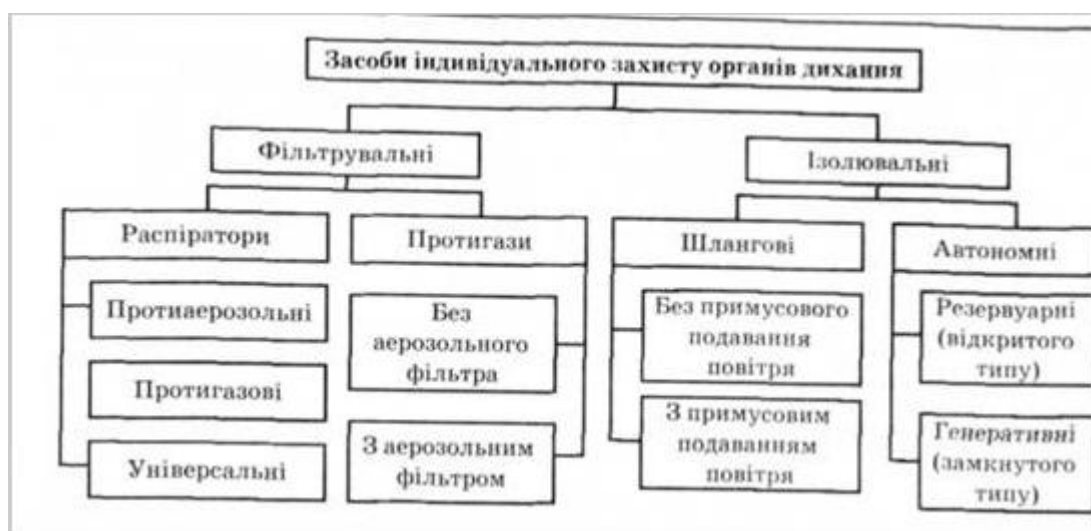 Засоби індивідуального захисту органів дихання
Фільтрувальні
Ізолювальні
Распіратори
Протигази
Шлангові
Автономні
Противерозольні
Протигазові
Універсальні
Без
аерозольного
фільтра
З аерозольним
фільтром
Без примусового
подавання
повітря
З примусовим
подаванням
повітря
Резервуарні
(відкритого
типу)
Генеративні
(замкнутого
типу)